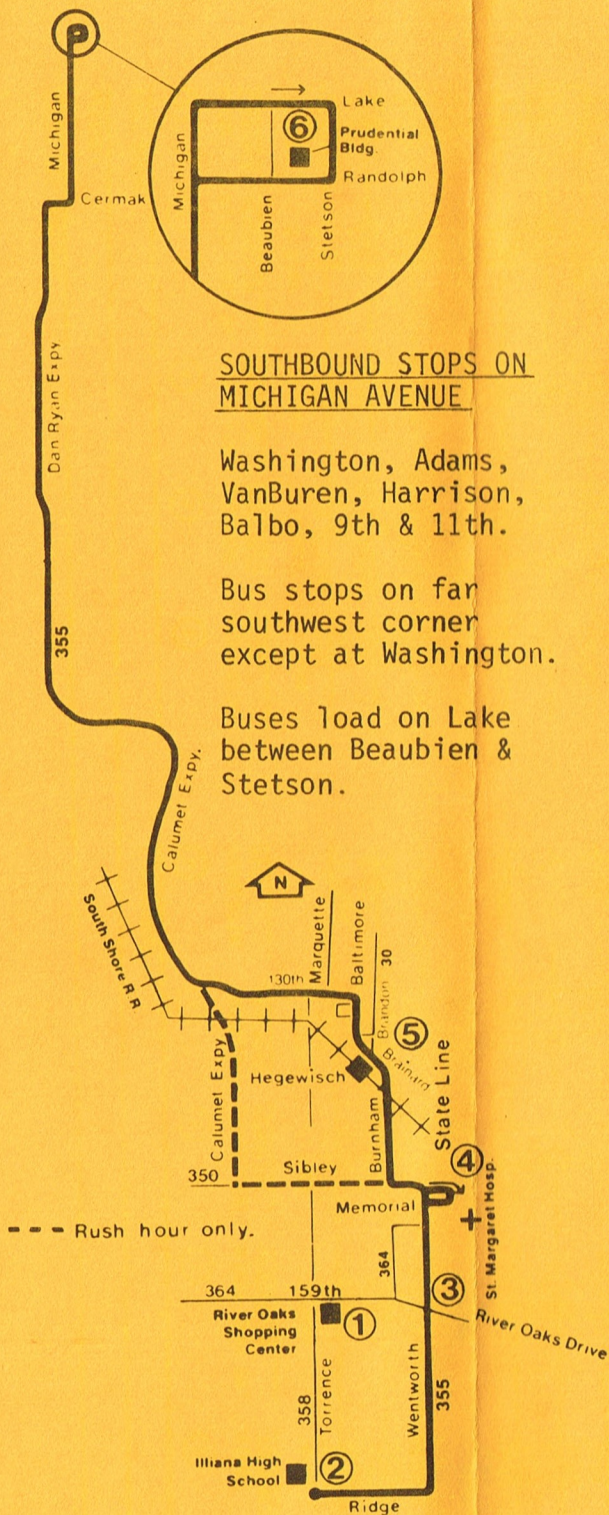 Michigan
Cermak
Michigan
Lake
6
Prudential
Bldg.
Randolph
Beaubien
Stetson
Dan Ryan Expy
SOUTHBOUND STOPS ON
MICHIGAN AVENUE
Washington, Adams,
VanBuren, Harrison,
Balbo, 9th & 11th.
Bus stops on far
southwest corner
except at Washington.
Buses load on Lake
between Beaubien &
Stetson.
355
Calumet Expy.
N
South Shore R R
130th
Marquette
Baltimore
Brandon
30
5
Brainard
State Line
Calumet Expy
Hegewisch
Burnham
350
Sibley
4
St. Margaret Hosp.
Memorial
Rush hour only.
364
364
159th
3
River Oaks Drive
River Oaks
Shopping
Center
1
358
Torrence
Wentworth
355
Illiana High
School
2
Ridge